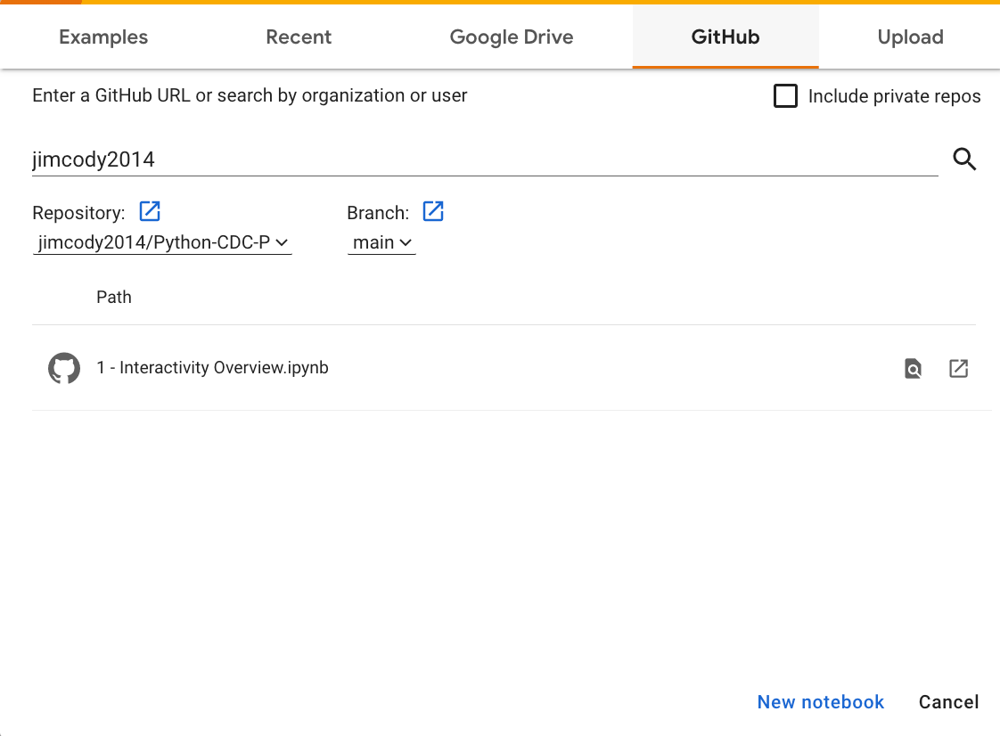 Examples Recent Google Drive GitHub Upload
Enter a GitHub URL or search by organization or user Include private repos
jimcody2014
Repository: Branch:
jimcody2014/Python-CDC-P main
Path
1 - Interactivity Overview.ipynb
New notebook Cancel